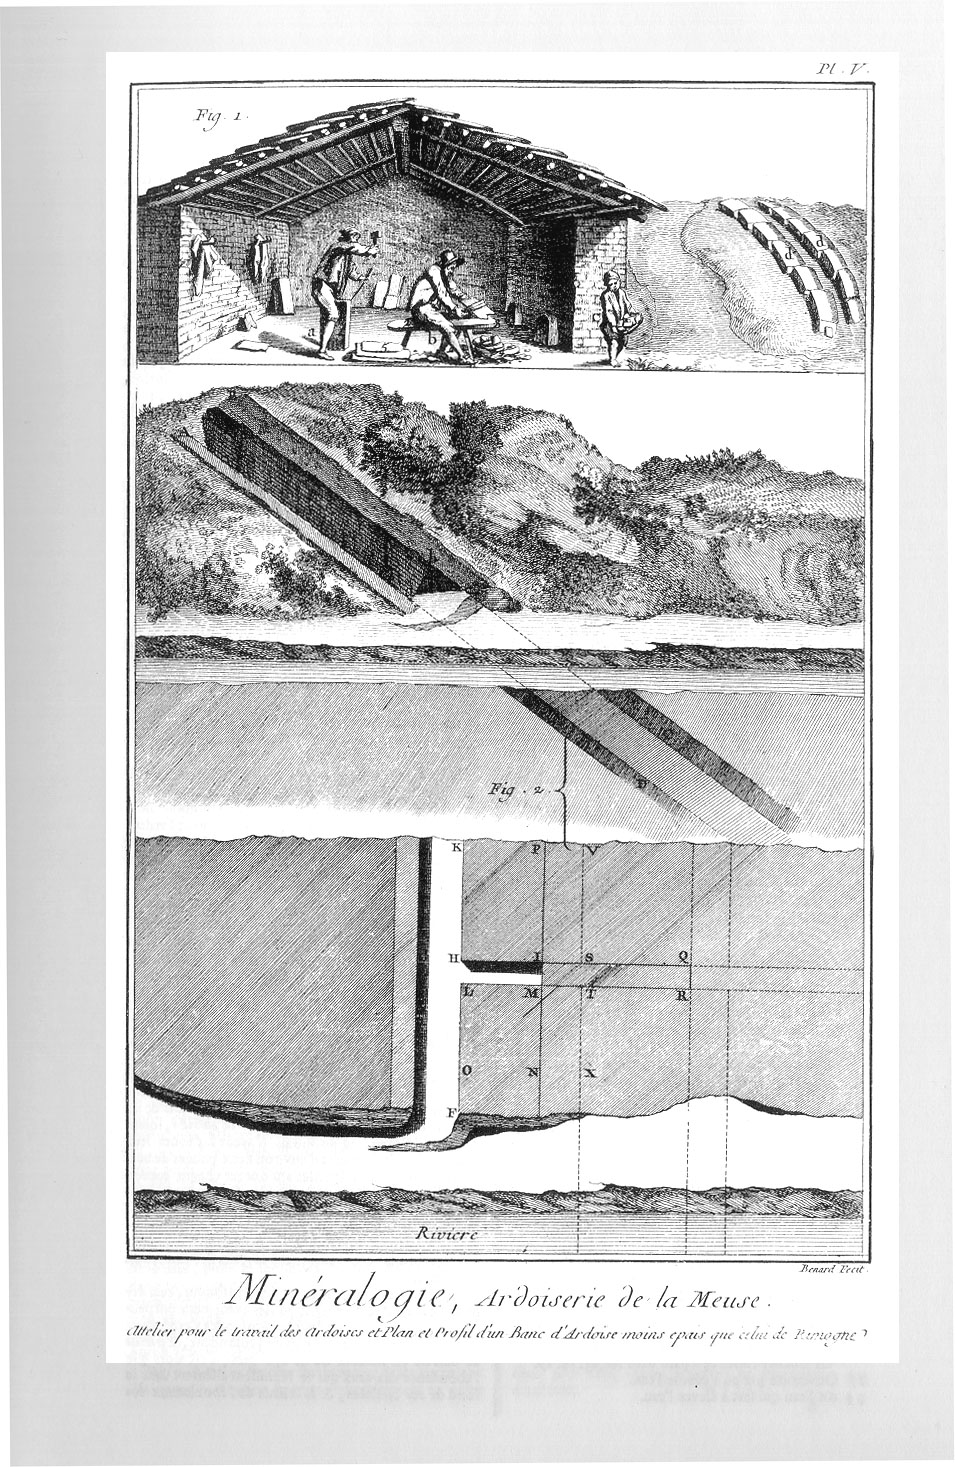 Pl. V.
Fig. 1.
a
b
c
d
d
A
Fig. 2.
D
K P V
H I S Q
L M T R
O N X
F
Riviere
Benard Fecit.
Minéralogie, Ardoiserie de la Meuse.
Attelier pour le travail des Ardoises et Plan et Profil d'un Banc d'Ardoise moins epais que celui de Rimogne